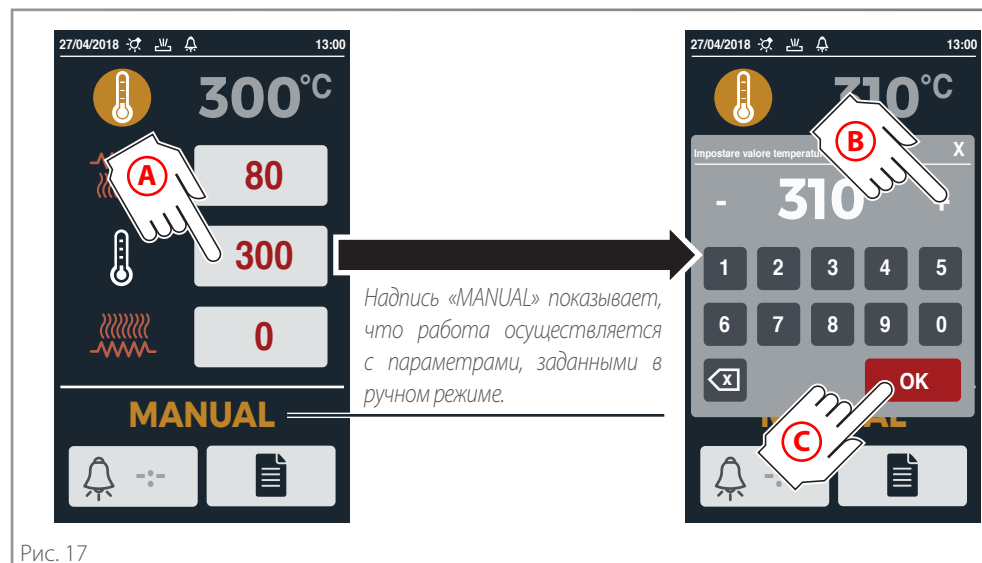 27/04/2018 13:00
300°C
A
80
300
0
MANUAL
-:-
Надпись «MANUAL» показывает,
что работа осуществляется
с параметрами, заданными в
ручном режиме.
27/04/2018 13:00
310°C
B
Impostare valore X
- 310 +
1 2 3 4 5
6 7 8 9 0
X
OK
C
Рис. 17